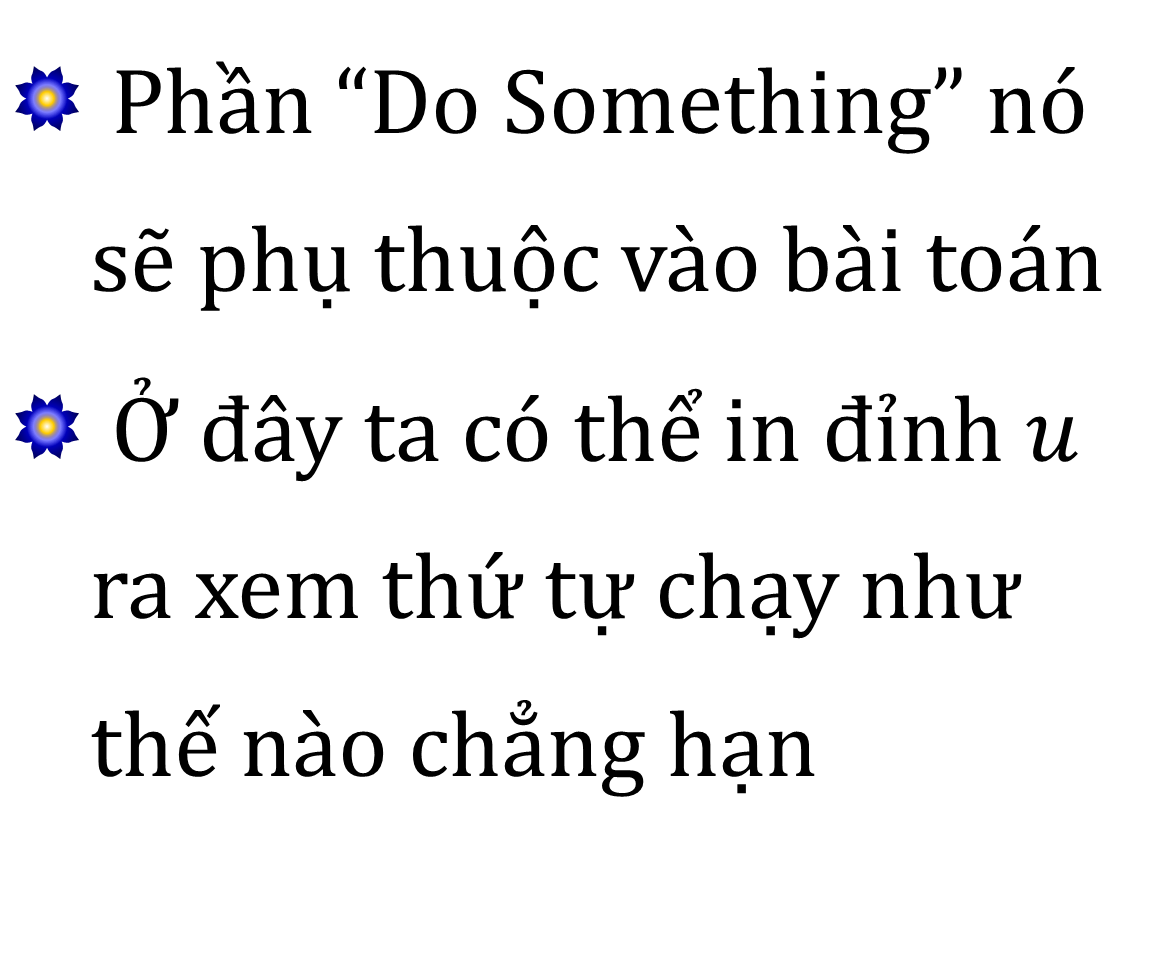 Phần “Do Something” nó
sẽ phụ thuộc vào bài toán
Ở đây ta có thể in đỉnh u
ra xem thứ tự chạy như
thế nào chẳng hạn